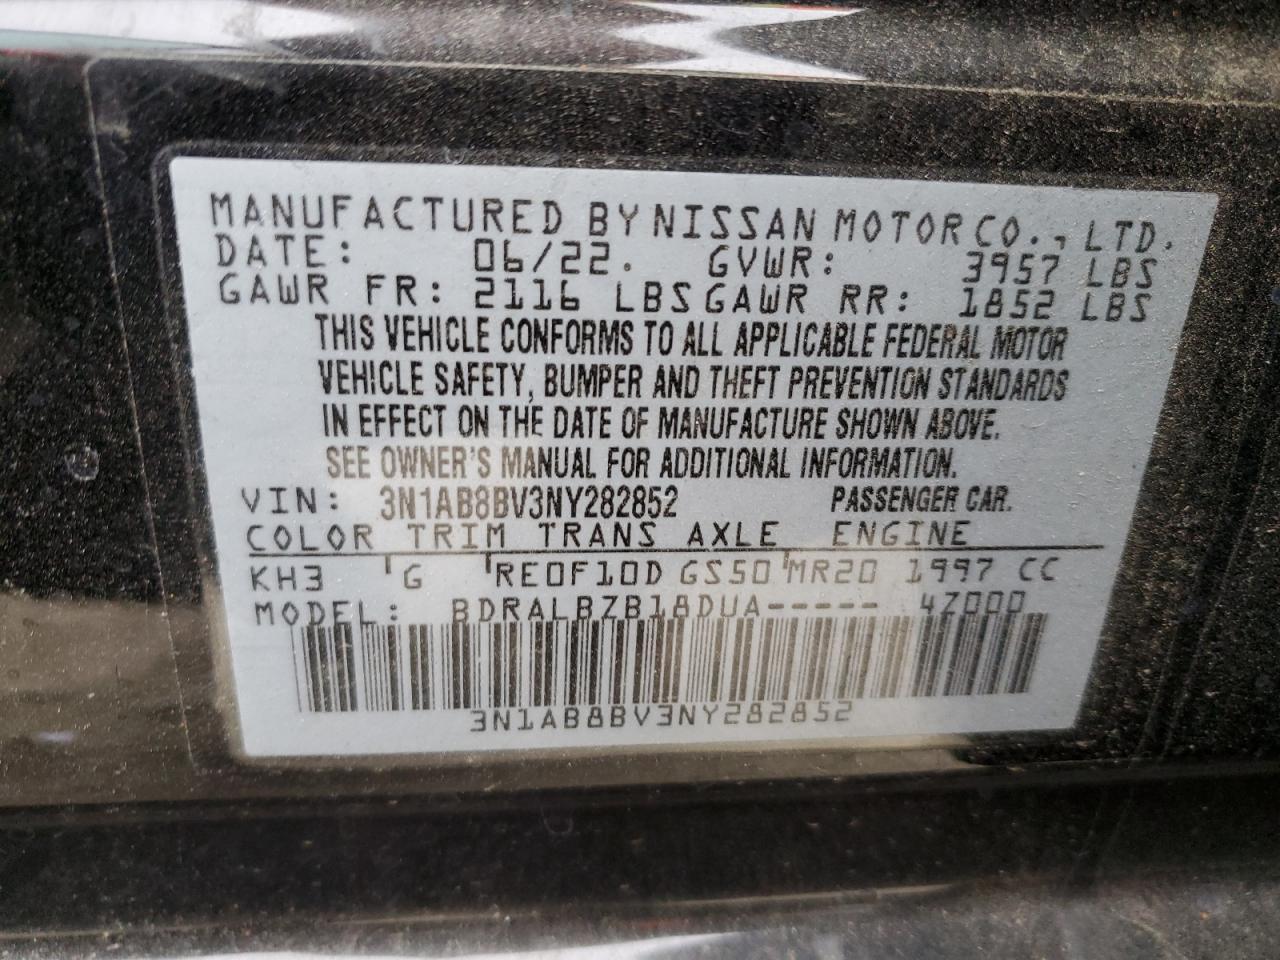 MANUFACTURED BY NISSAN MOTOR CO., LTD.
DATE: 06/22. GVWR: 3957 LBS
GAWR FR: 2116 LBS GAWR RR: 1852 LBS
THIS VEHICLE CONFORMS TO ALL APPLICABLE FEDERAL MOTOR
VEHICLE SAFETY, BUMPER AND THEFT PREVENTION STANDARDS
IN EFFECT ON THE DATE OF MANUFACTURE SHOWN ABOVE.
SEE OWNER'S MANUAL FOR ADDITIONAL INFORMATION.
VIN: 3N1AB8BV3NY282852 PASSENGER CAR.
COLOR TRIM TRANS AXLE ENGINE
KH3 G RE0F10D GS50 MR20 1997 CC
MODEL: BDRALBZB18DUA----- 4Z000
3N1AB8BV3NY282852